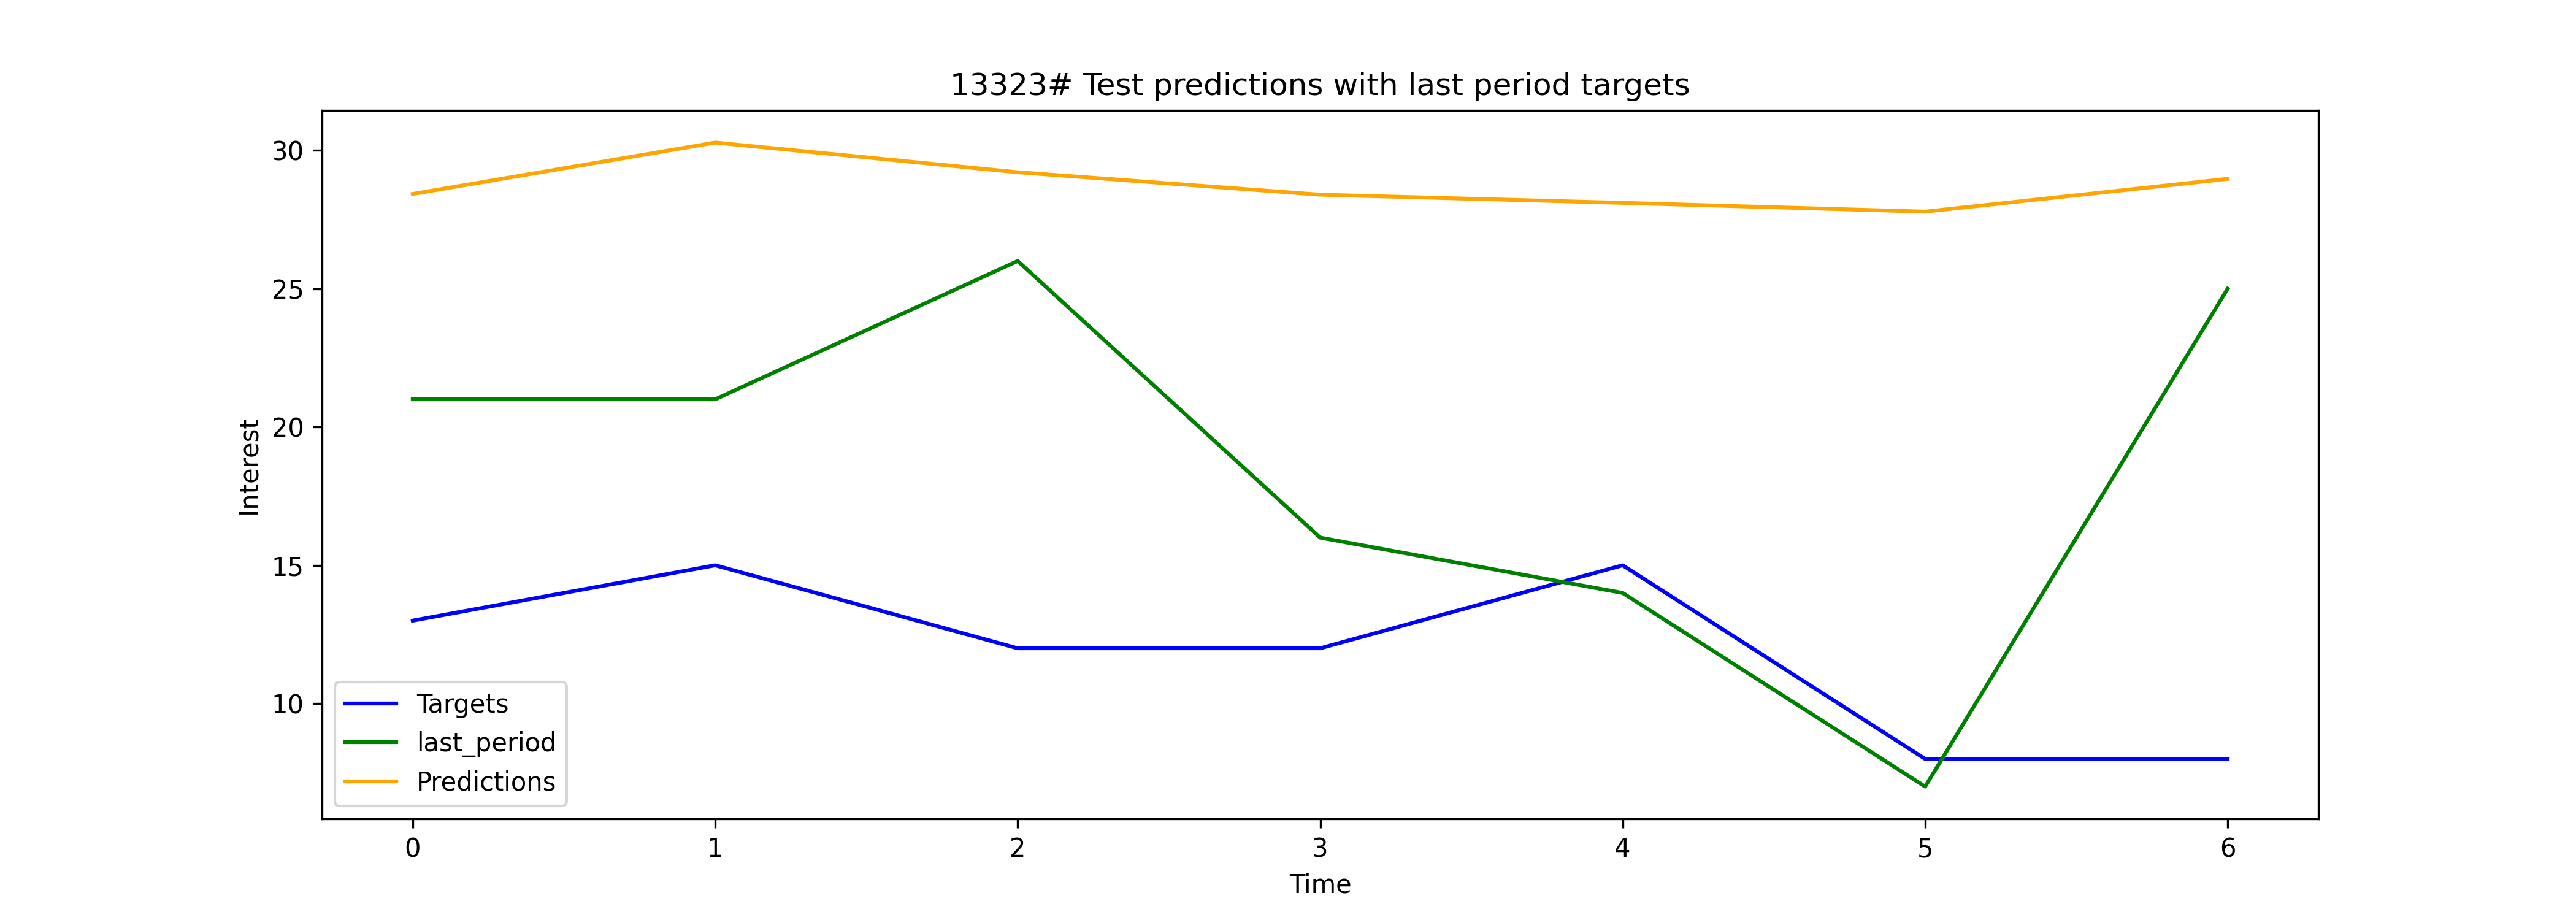 13323# Test predictions with last period targets
Interest
30
25
20
15
10
Targets
last_period
Predictions
0 1 2 3 4 5 6
Time